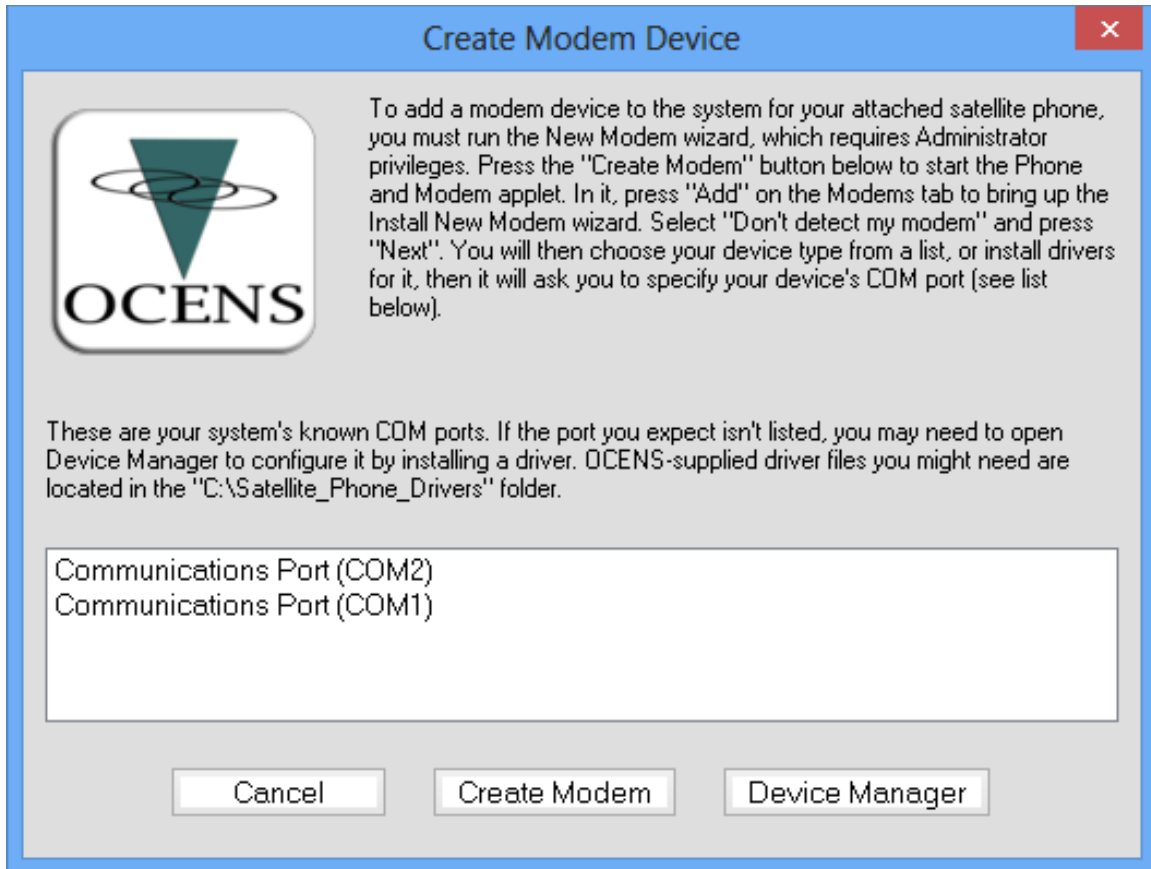 Create Modem Device
To add a modem device to the system for your attached satellite phone,
you must run the New Modem wizard, which requires Administrator
privileges. Press the "Create Modem" button below to start the Phone
and Modem applet. In it, press "Add" on the Modems tab to bring up the
Install New Modem wizard. Select "Don't detect my modem" and press
"Next". You will then choose your device type from a list, or install drivers
for it, then it will ask you to specify your device's COM port (see list
below).
OCENS
These are your system's known COM ports. If the port you expect isn't listed, you may need to open
Device Manager to configure it by installing a driver. OCENS-supplied driver files you might need are
located in the "C:\Satellite_Phone_Drivers" folder.
Communications Port (COM2)
Communications Port (COM1)
Cancel
Create Modem
Device Manager